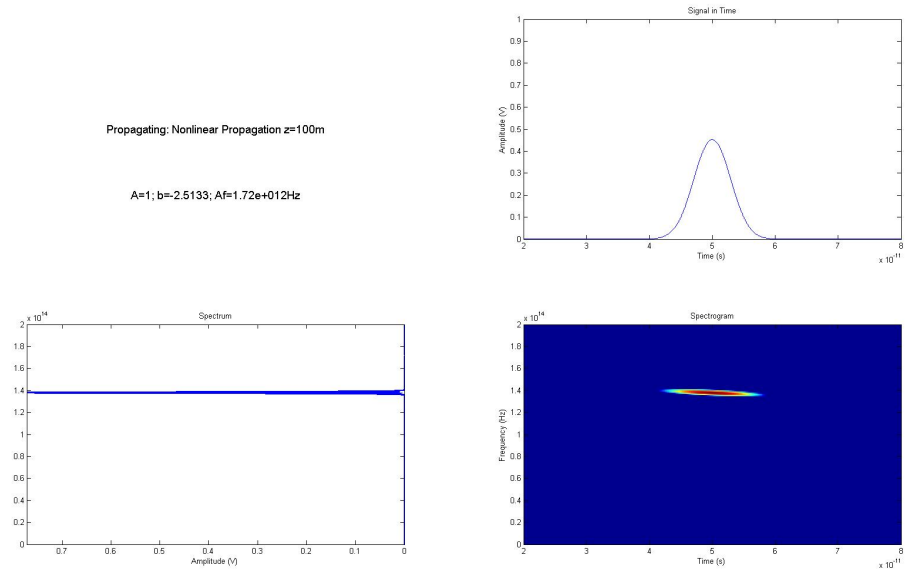 Propagating: Nonlinear Propagation z=100m
A=1; b=-2.5133; Af=1.72e+012Hz
Signal in Time
1
0.9
0.8
0.7
0.6
0.5
0.4
0.3
0.2
0.1
0
Amplitude (V)
2 3 4 5 6 7 8
Time (s)
x 10^-11
Spectrum
x 10^14
2
1.8
1.6
1.4
1.2
1
0.8
0.6
0.4
0.2
0
0.7 0.6 0.5 0.4 0.3 0.2 0.1 0
Amplitude (V)
Spectrogram
x 10^14
2
1.8
1.6
1.4
1.2
1
0.8
0.6
0.4
0.2
0
Frequency (Hz)
2 3 4 5 6 7 8
Time (s)
x 10^-11